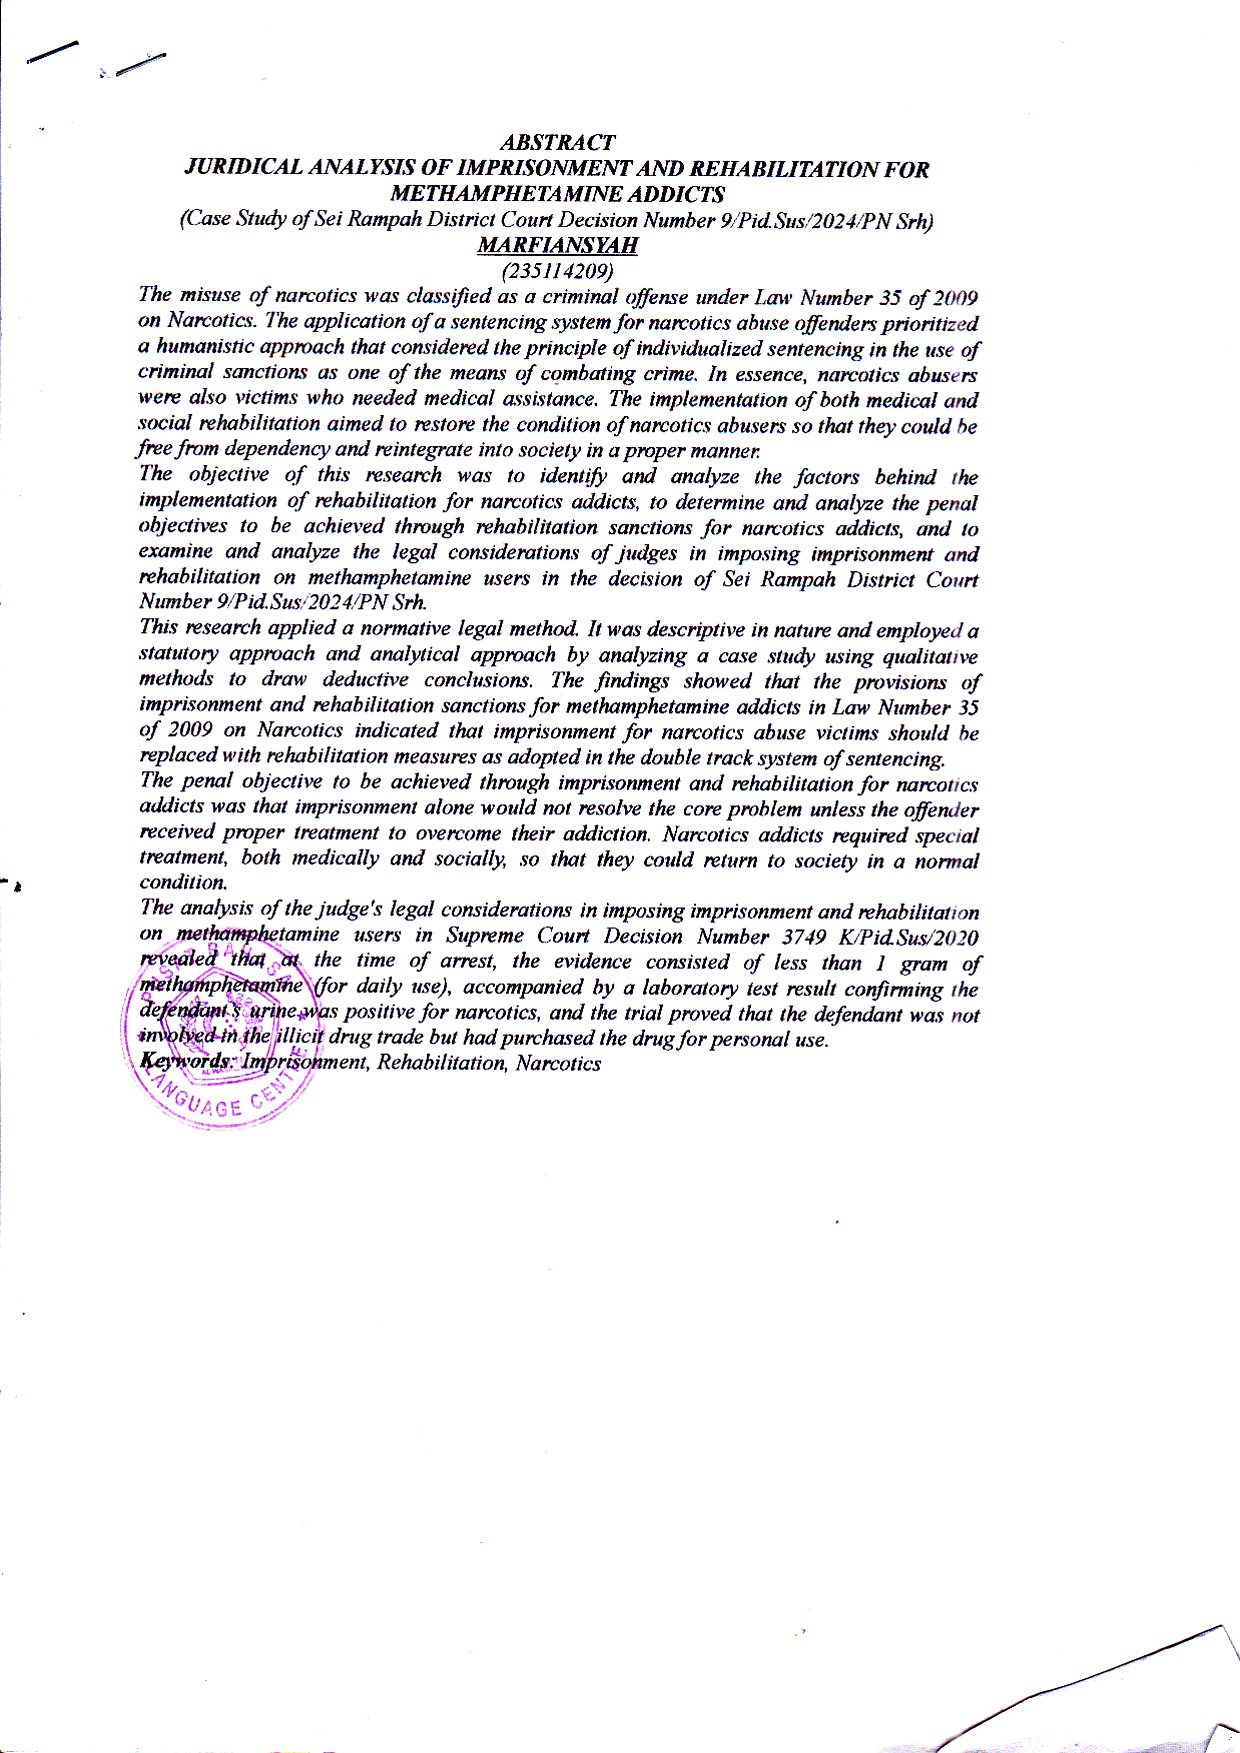 ABSTRACT
JURIDICAL ANALYSIS OF IMPRISONMENT AND REHABILITATION FOR
METHAMPHETAMINE ADDICTS
(Case Study of Sei Rampah District Court Decision Number 9/Pid.Sus/2024/PN Srh)
MARFIANSYAH
(235114209)
The misuse of narcotics was classified as a criminal offense under Law Number 35 of 2009
on Narcotics. The application of a sentencing system for narcotics abuse offenders prioritized
a humanistic approach that considered the principle of individualized sentencing in the use of
criminal sanctions as one of the means of combating crime. In essence, narcotics abusers
were also victims who needed medical assistance. The implementation of both medical and
social rehabilitation aimed to restore the condition of narcotics abusers so that they could be
free from dependency and reintegrate into society in a proper manner.
The objective of this research was to identify and analyze the factors behind the
implementation of rehabilitation for narcotics addicts, to determine and analyze the penal
objectives to be achieved through rehabilitation sanctions for narcotics addicts, and to
examine and analyze the legal considerations of judges in imposing imprisonment and
rehabilitation on methamphetamine users in the decision of Sei Rampah District Court
Number 9/Pid.Sus/2024/PN Srh.
This research applied a normative legal method. It was descriptive in nature and employed a
statutory approach and analytical approach by analyzing a case study using qualitative
methods to draw deductive conclusions. The findings showed that the provisions of
imprisonment and rehabilitation sanctions for methamphetamine addicts in Law Number 35
of 2009 on Narcotics indicated that imprisonment for narcotics abuse victims should be
replaced with rehabilitation measures as adopted in the double track system of sentencing.
The penal objective to be achieved through imprisonment and rehabilitation for narcotics
addicts was that imprisonment alone would not resolve the core problem unless the offender
received proper treatment to overcome their addiction. Narcotics addicts required special
treatment, both medically and socially, so that they could return to society in a normal
condition.
The analysis of the judge's legal considerations in imposing imprisonment and rehabilitation
on methamphetamine users in Supreme Court Decision Number 3749 K/Pid.Sus/2020
revealed that at the time of arrest, the evidence consisted of less than 1 gram of
methamphetamine (for daily use), accompanied by a laboratory test result confirming the
defendant's urine was positive for narcotics, and the trial proved that the defendant was not
involved in the illicit drug trade but had purchased the drug for personal use.
Keywords: Imprisonment, Rehabilitation, Narcotics
LANGUAGE CENTRE